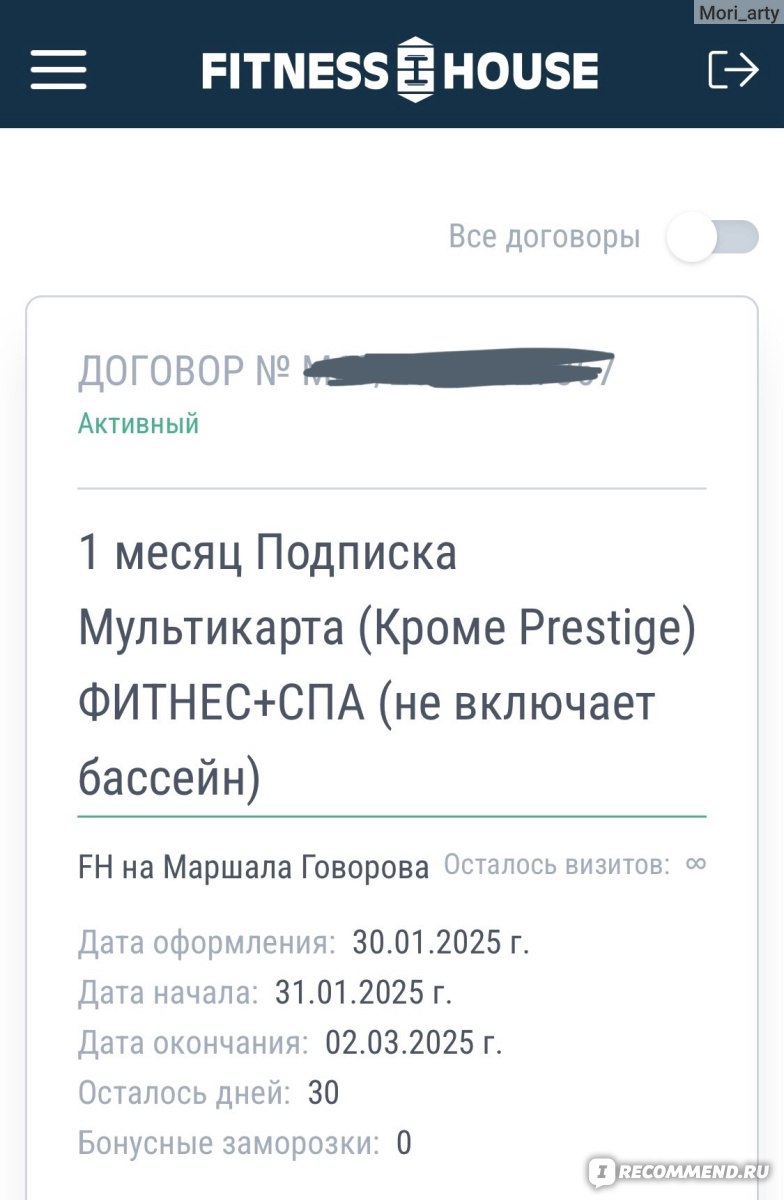 Mori_arty
FITNESS HOUSE
Все договоры
ДОГОВОР №
Активный
1 месяц Подписка
Мультикарта (Кроме Prestige)
ФИТНЕС+СПА (не включает
бассейн)
FH на Маршала Говорова Осталось визитов: ∞
Дата оформления: 30.01.2025 г.
Дата начала: 31.01.2025 г.
Дата окончания: 02.03.2025 г.
Осталось дней: 30
Бонусные заморозки: 0
IRECOMMEND.RU